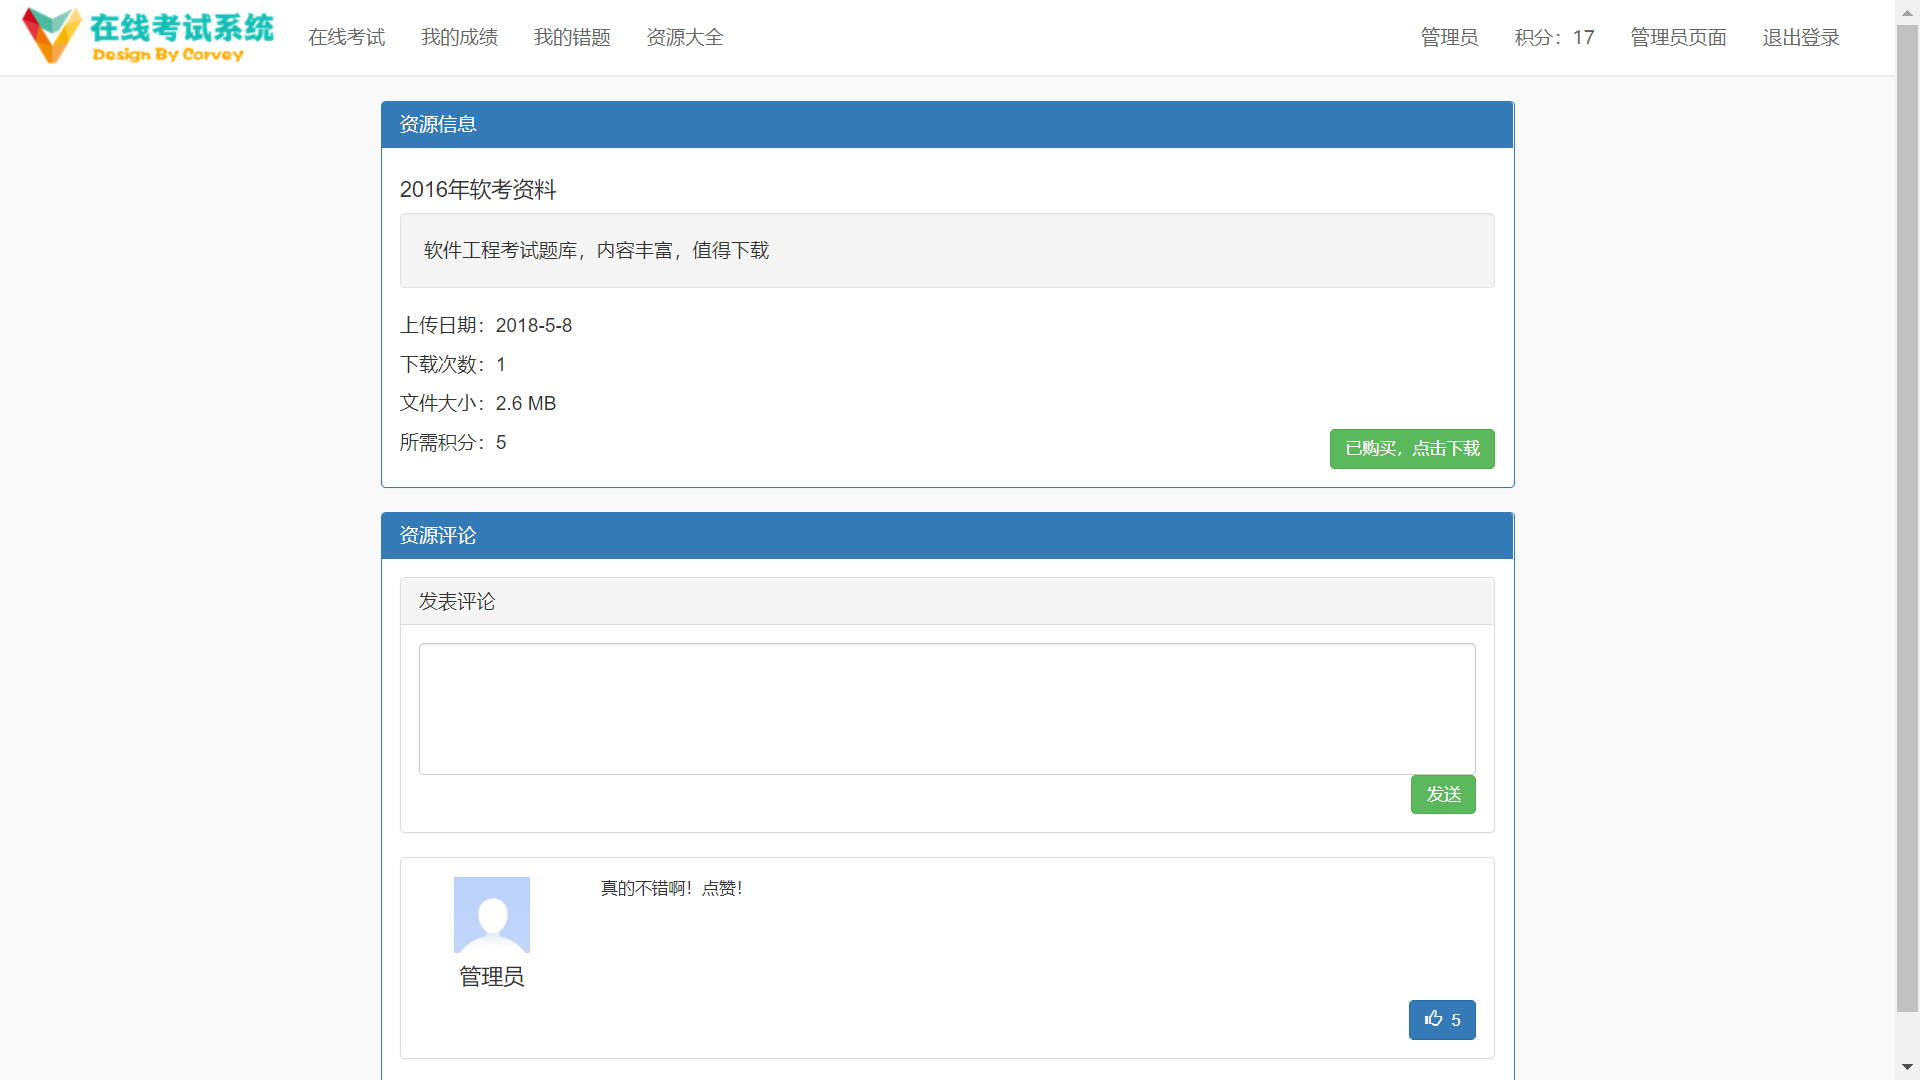 在线考试系统
Design By Corvey
在线考试
我的成绩
我的错题
资源大全
管理员
积分：17
管理员页面
退出登录
资源信息
2016年软考资料
软件工程考试题库，内容丰富，值得下载
上传日期：2018-5-8
下载次数：1
文件大小：2.6 MB
所需积分：5
已购买，点击下载
资源评论
发表评论
发送
真的不错啊！点赞！
管理员
5